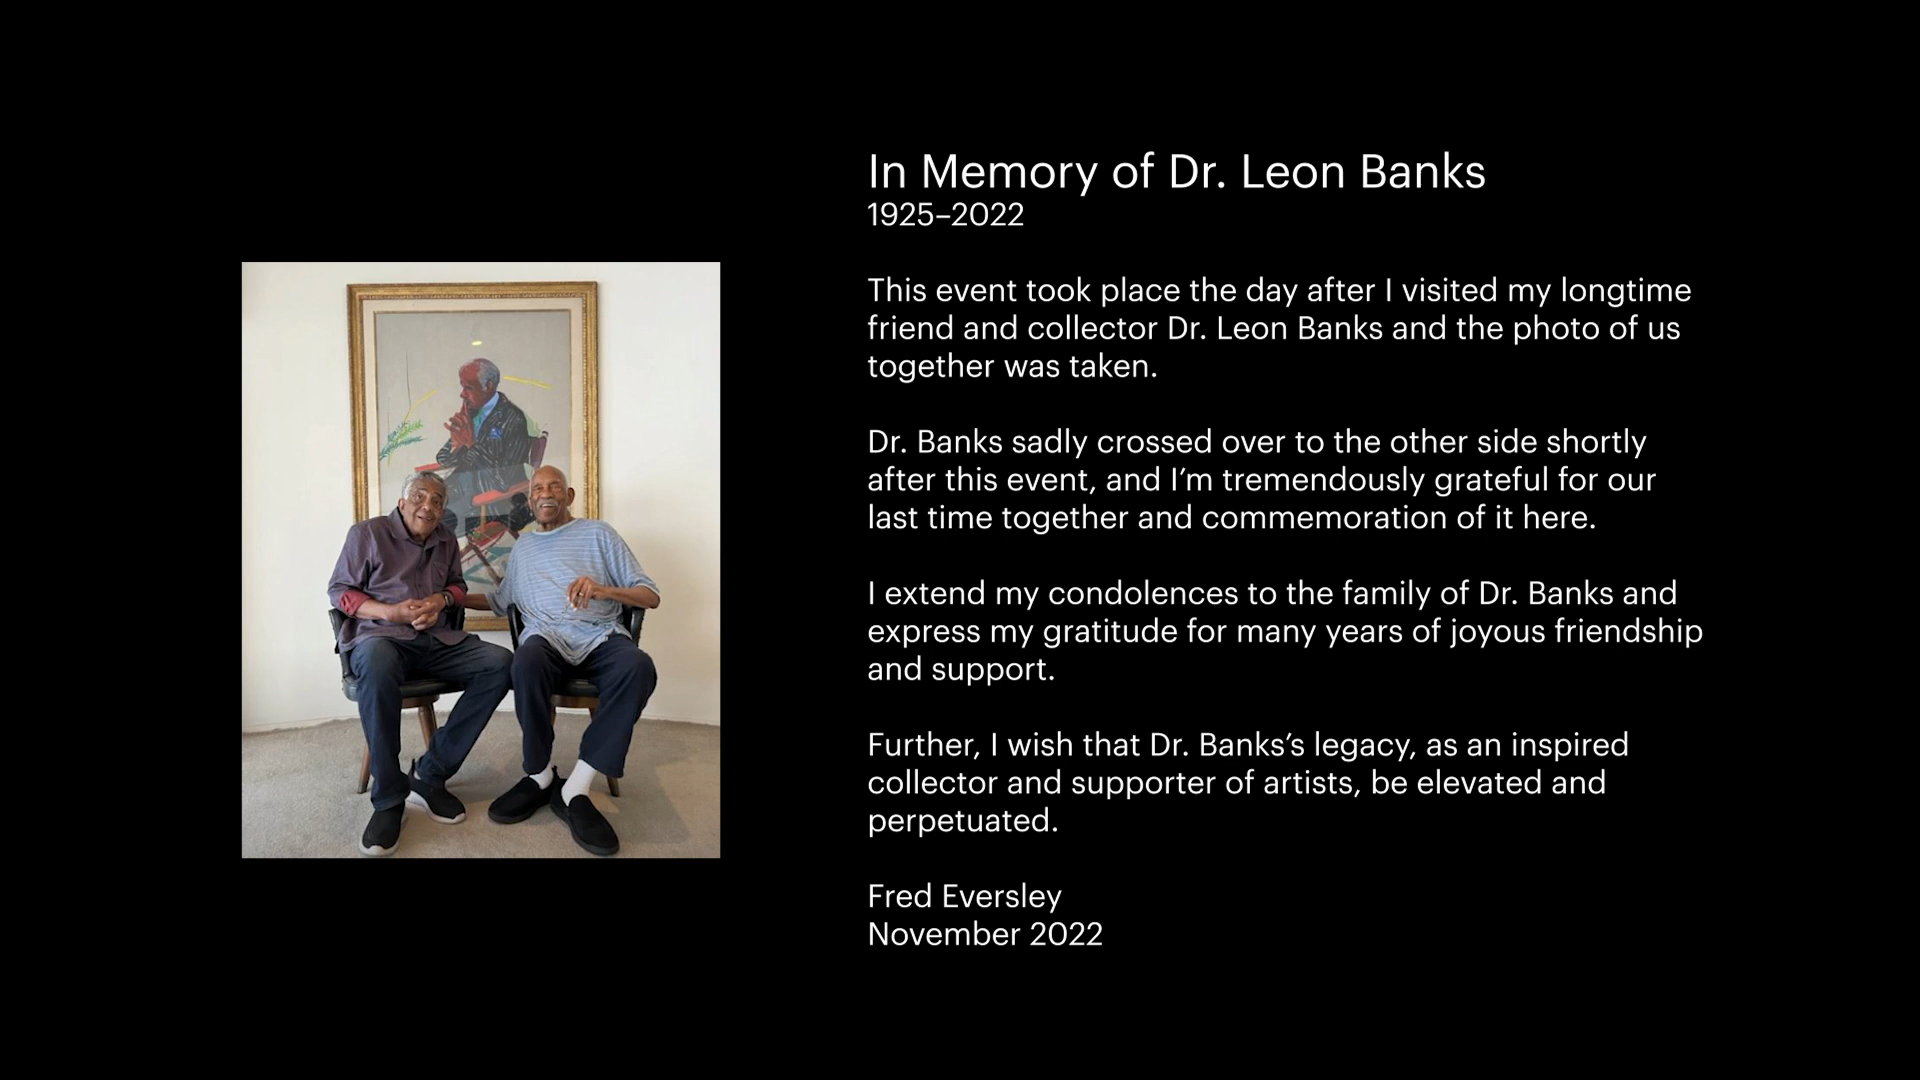 In Memory of Dr. Leon Banks
1925–2022
This event took place the day after I visited my longtime
friend and collector Dr. Leon Banks and the photo of us
together was taken.
Dr. Banks sadly crossed over to the other side shortly
after this event, and I’m tremendously grateful for our
last time together and commemoration of it here.
I extend my condolences to the family of Dr. Banks and
express my gratitude for many years of joyous friendship
and support.
Further, I wish that Dr. Banks’s legacy, as an inspired
collector and supporter of artists, be elevated and
perpetuated.
Fred Eversley
November 2022